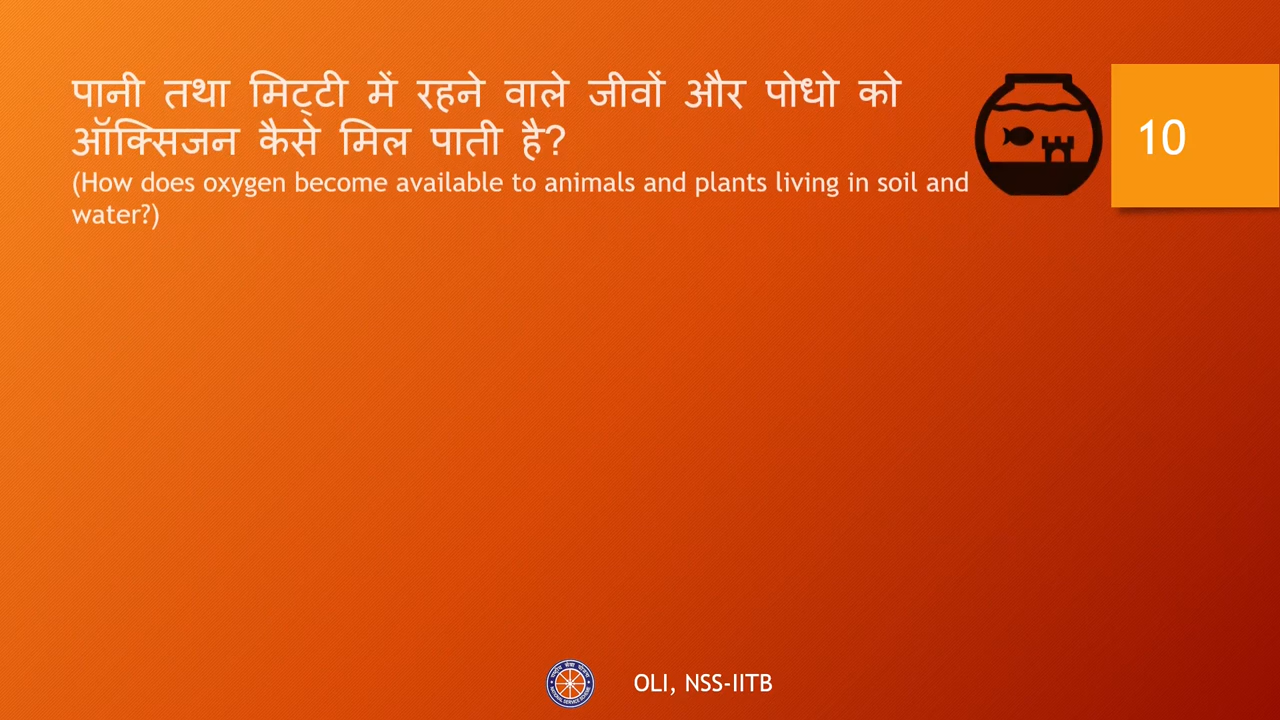 पानी तथा मिट्टी में रहने वाले जीवों और पोधो को
ऑक्सिजन कैसे मिल पाती है?
(How does oxygen become available to animals and plants living in soil and
water?)
10
OLI, NSS-IITB